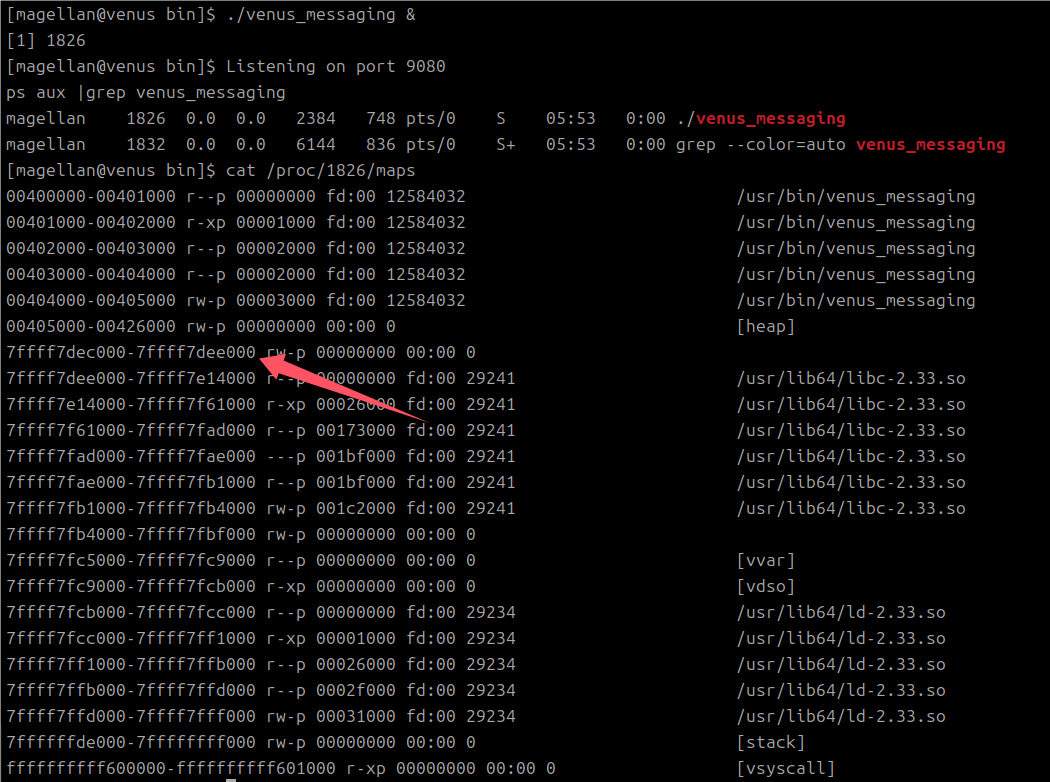 [magellan@venus bin]$ ./venus_messaging &
[1] 1826
[magellan@venus bin]$ Listening on port 9080
ps aux |grep venus_messaging
magellan    1826  0.0  0.0   2384   748 pts/0    S    05:53   0:00 ./venus_messaging
magellan    1832  0.0  0.0   6144   836 pts/0    S+   05:53   0:00 grep --color=auto venus_messaging
[magellan@venus bin]$ cat /proc/1826/maps
00400000-00401000 r--p 00000000 fd:00 12584032                           /usr/bin/venus_messaging
00401000-00402000 r-xp 00001000 fd:00 12584032                           /usr/bin/venus_messaging
00402000-00403000 r--p 00002000 fd:00 12584032                           /usr/bin/venus_messaging
00403000-00404000 r--p 00002000 fd:00 12584032                           /usr/bin/venus_messaging
00404000-00405000 rw-p 00003000 fd:00 12584032                           /usr/bin/venus_messaging
00405000-00426000 rw-p 00000000 00:00 0                                  [heap]
7ffff7dec000-7ffff7dee000 rw-p 00000000 00:00 0
7ffff7dee000-7ffff7e14000 r--p 00000000 fd:00 29241                      /usr/lib64/libc-2.33.so
7ffff7e14000-7ffff7f61000 r-xp 00026000 fd:00 29241                      /usr/lib64/libc-2.33.so
7ffff7f61000-7ffff7fad000 r--p 00173000 fd:00 29241                      /usr/lib64/libc-2.33.so
7ffff7fad000-7ffff7fae000 ---p 001bf000 fd:00 29241                      /usr/lib64/libc-2.33.so
7ffff7fae000-7ffff7fb1000 r--p 001bf000 fd:00 29241                      /usr/lib64/libc-2.33.so
7ffff7fb1000-7ffff7fb4000 rw-p 001c2000 fd:00 29241                      /usr/lib64/libc-2.33.so
7ffff7fb4000-7ffff7fbf000 rw-p 00000000 00:00 0
7ffff7fc5000-7ffff7fc9000 r--p 00000000 00:00 0                          [vvar]
7ffff7fc9000-7ffff7fcb000 r-xp 00000000 00:00 0                          [vdso]
7ffff7fcb000-7ffff7fcc000 r--p 00000000 fd:00 29234                      /usr/lib64/ld-2.33.so
7ffff7fcc000-7ffff7ff1000 r-xp 00001000 fd:00 29234                      /usr/lib64/ld-2.33.so
7ffff7ff1000-7ffff7ffb000 r--p 00026000 fd:00 29234                      /usr/lib64/ld-2.33.so
7ffff7ffb000-7ffff7ffd000 r--p 0002f000 fd:00 29234                      /usr/lib64/ld-2.33.so
7ffff7ffd000-7ffff7fff000 rw-p 00031000 fd:00 29234                      /usr/lib64/ld-2.33.so
7ffffffde000-7ffffffff000 rw-p 00000000 00:00 0                          [stack]
ffffffffff600000-ffffffffff601000 r-xp 00000000 00:00 0                  [vsyscall]